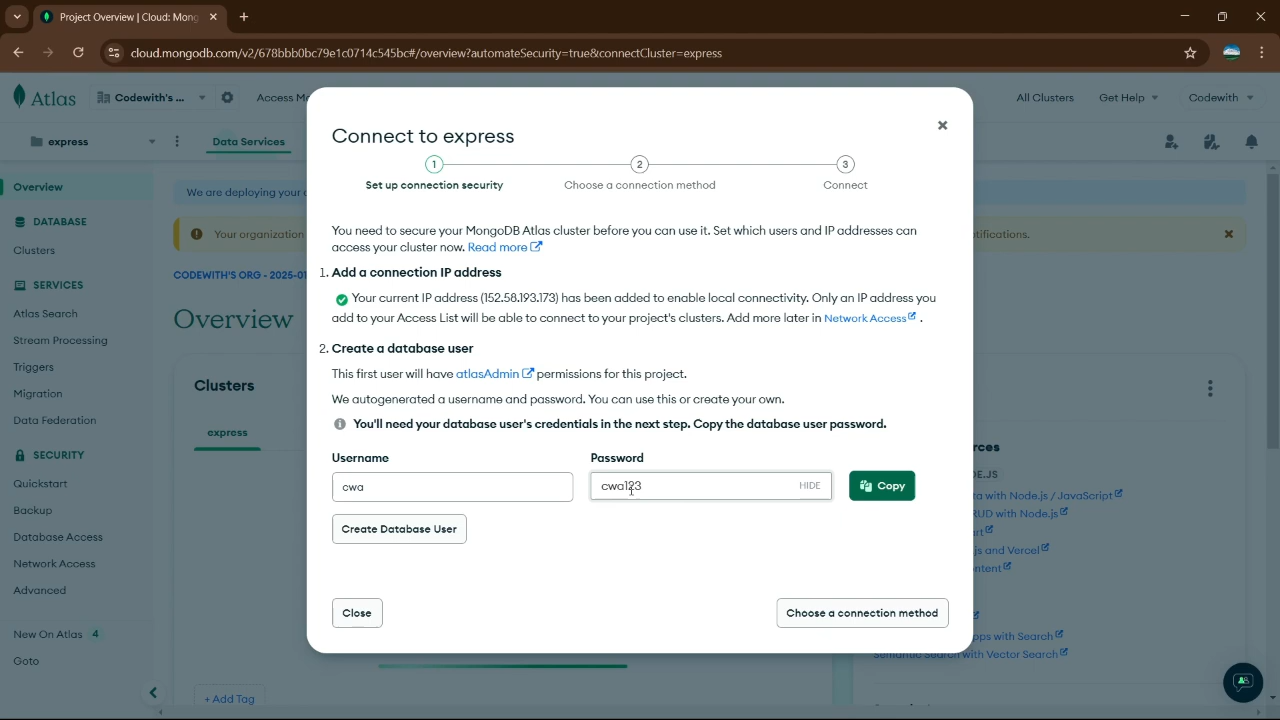 Project Overview | Cloud: Mong
cloud.mongodb.com/v2/678bbb0bc79e1c0714c545bc#/overview?automateSecurity=true&connectCluster=express
Atlas
Codewith's ...
Access M
All Clusters
Get Help
Codewith
express
Data Services
Overview
DATABASE
Clusters
SERVICES
Atlas Search
Stream Processing
Triggers
Migration
Data Federation
SECURITY
Quickstart
Backup
Database Access
Network Access
Advanced
New On Atlas 4
Goto
We are deploying your
Your organization
tifications.
CODEWITH'S ORG - 2025-01
Overview
Clusters
express
+ Add Tag
Connect to express
1
2
3
Set up connection security
Choose a connection method
Connect
You need to secure your MongoDB Atlas cluster before you can use it. Set which users and IP addresses can
access your cluster now. Read more
1. Add a connection IP address
Your current IP address (152.58.193.173) has been added to enable local connectivity. Only an IP address you
add to your Access List will be able to connect to your project's clusters. Add more later in Network Access .
2. Create a database user
This first user will have atlasAdmin permissions for this project.
We autogenerated a username and password. You can use this or create your own.
You'll need your database user's credentials in the next step. Copy the database user password.
Username
Password
cwa
cwa123
HIDE
Copy
Create Database User
Close
Choose a connection method
rces
DE.JS
ta with Node.js / JavaScript
RUD with Node.js
art
.js and Vercel
ontent
pps with Search
Semantic Search with Vector Search